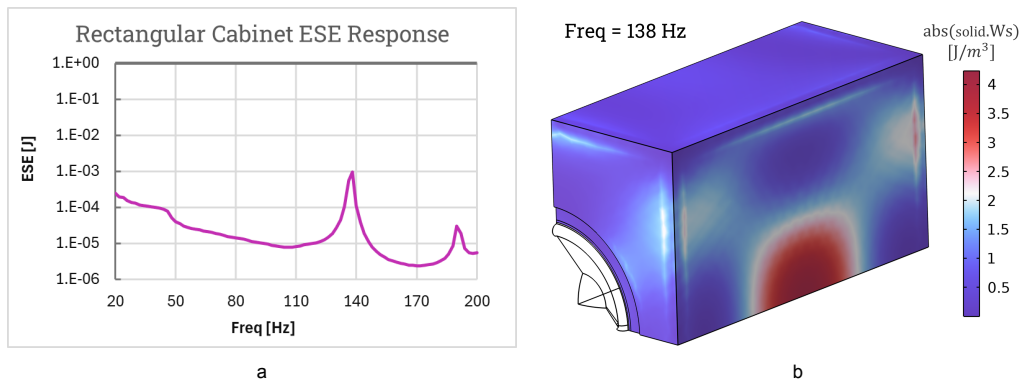 Rectangular Cabinet ESE Response
1.E+00
1.E-01
1.E-02
1.E-03
1.E-04
1.E-05
1.E-06
ESE [J]
20 50 80 110 140 170 200
Freq [Hz]
a
Freq = 138 Hz
abs(solid.Ws)
[J/m³]
4
3.5
3
2.5
2
1.5
1
0.5
b